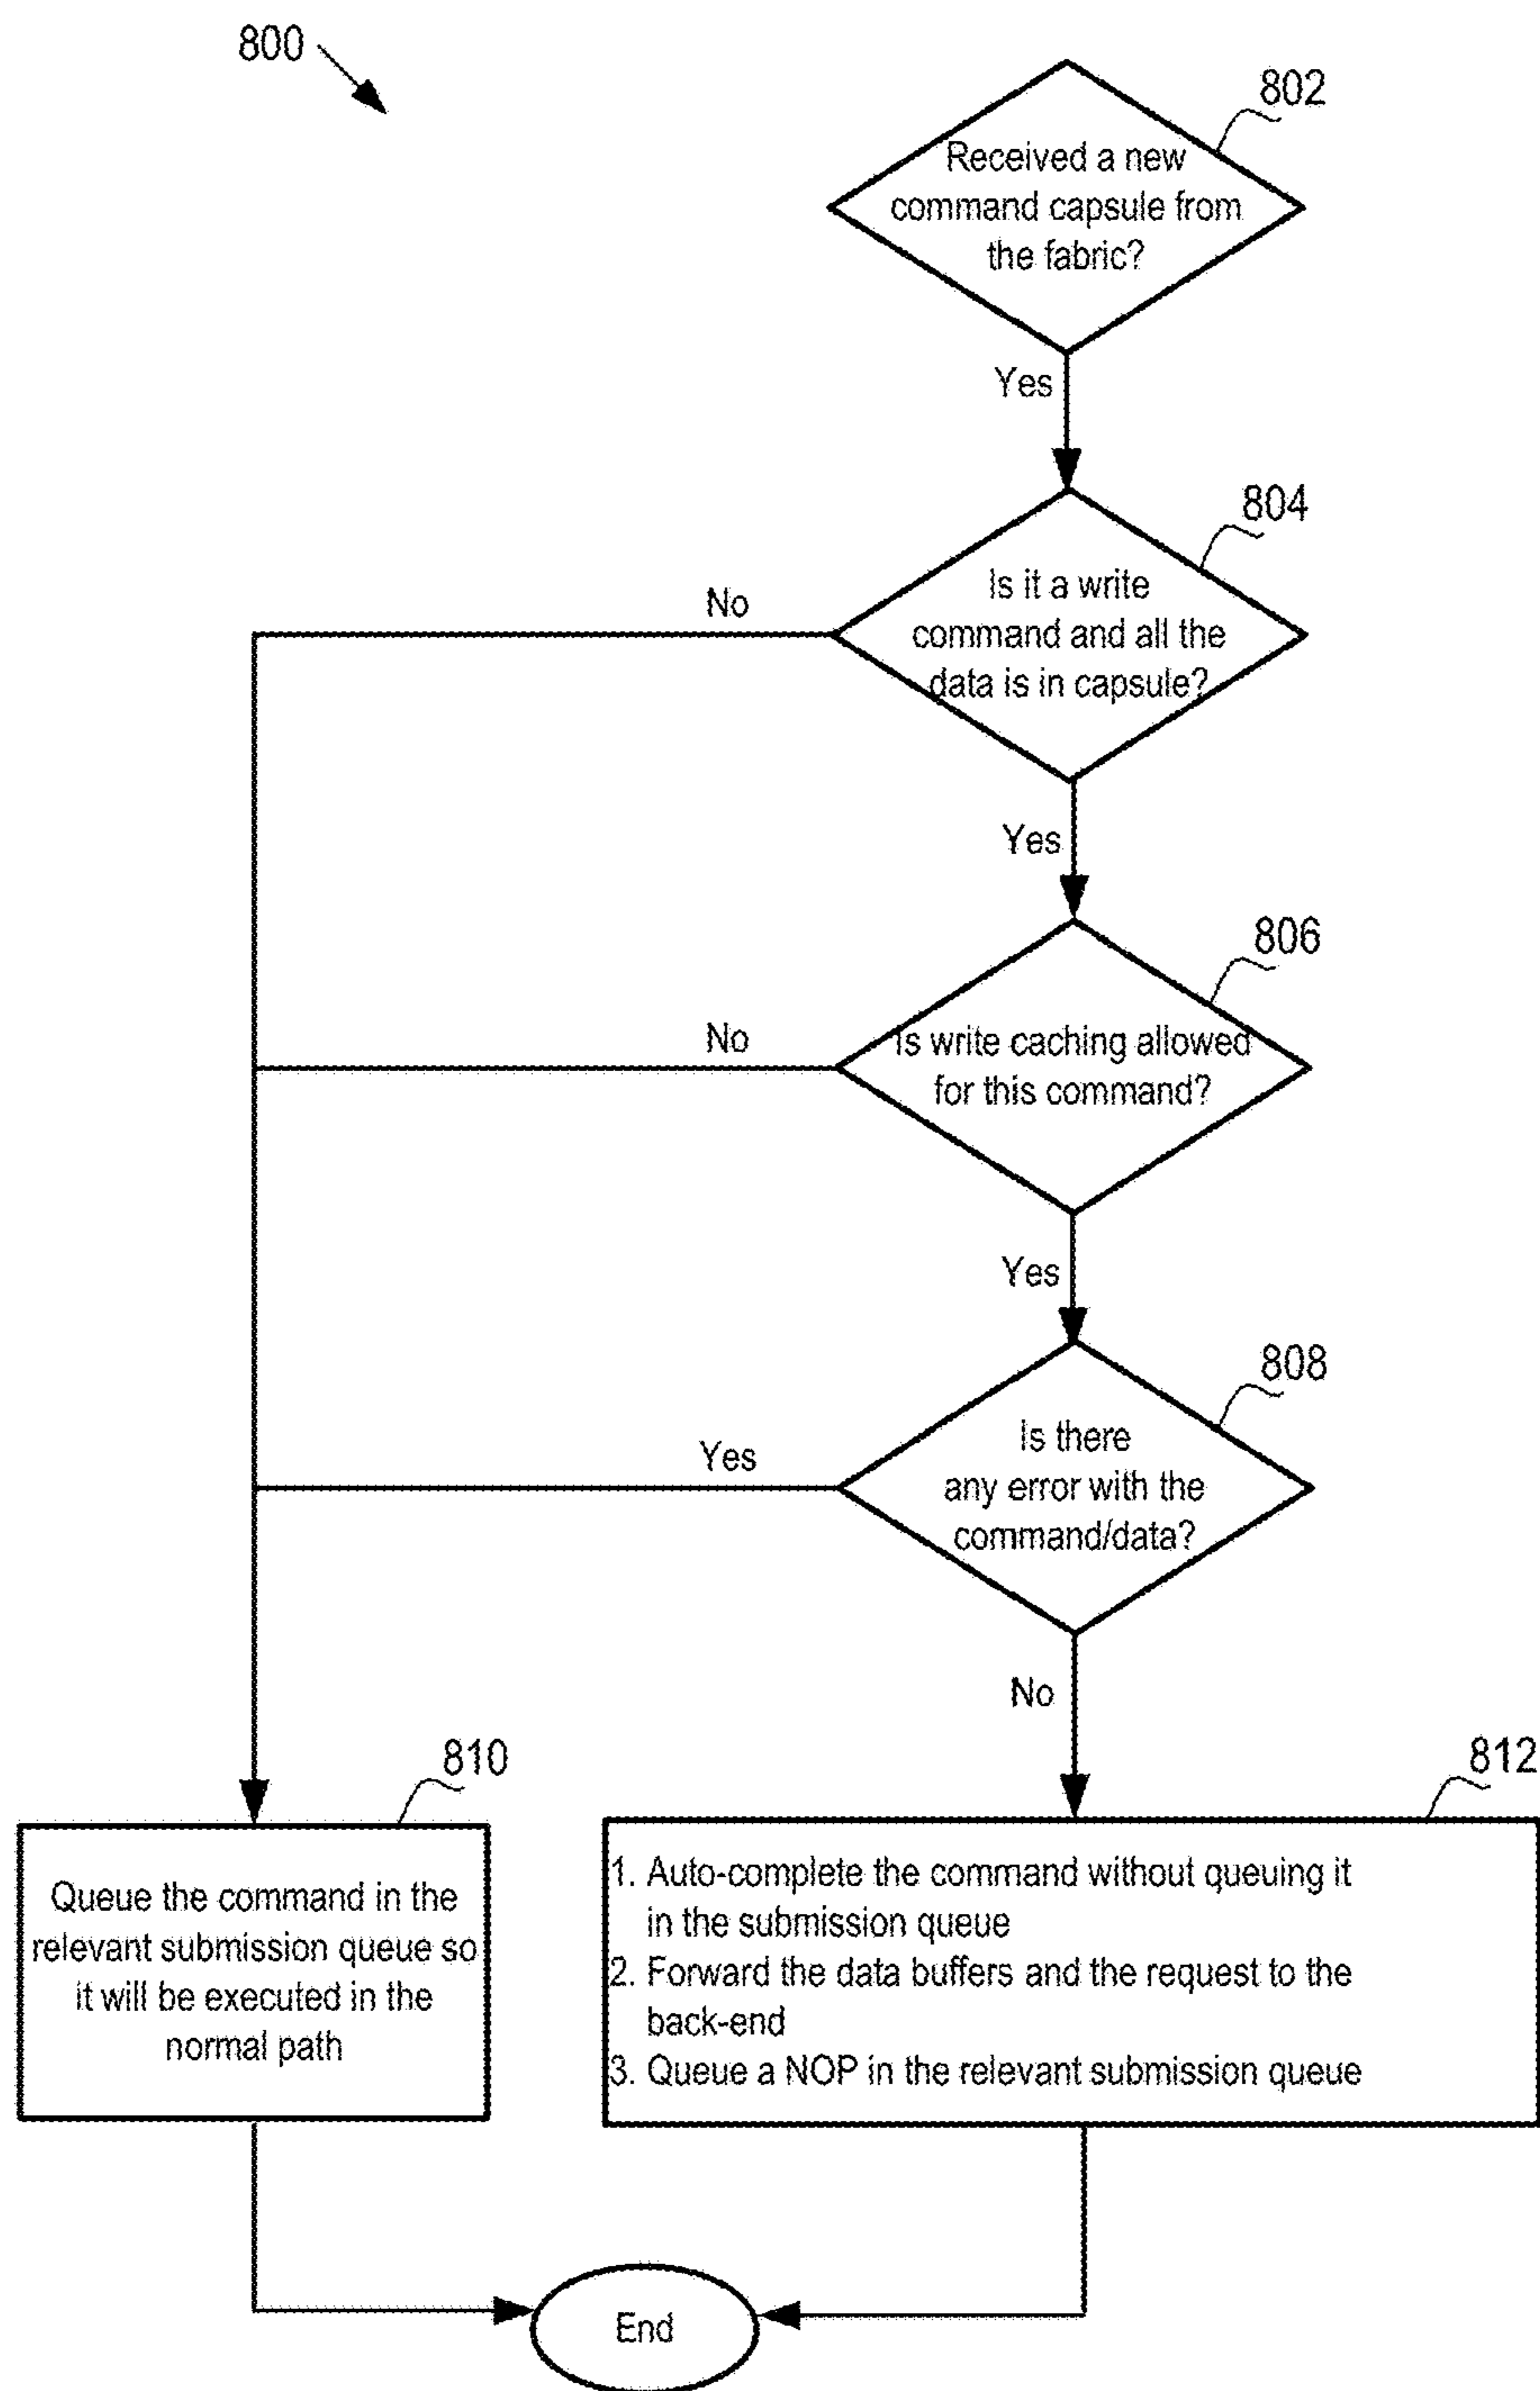 800
802
Received a new
command capsule from
the fabric?
Yes
804
Is it a write
command and all the
data is in capsule?
No
Yes
806
Is write caching allowed
for this command?
No
Yes
808
Is there
any error with the
command/data?
Yes
No
810
Queue the command in the
relevant submission queue so
it will be executed in the
normal path
812
1. Auto-complete the command without queuing it
in the submission queue
2. Forward the data buffers and the request to the
back-end
3. Queue a NOP in the relevant submission queue
End